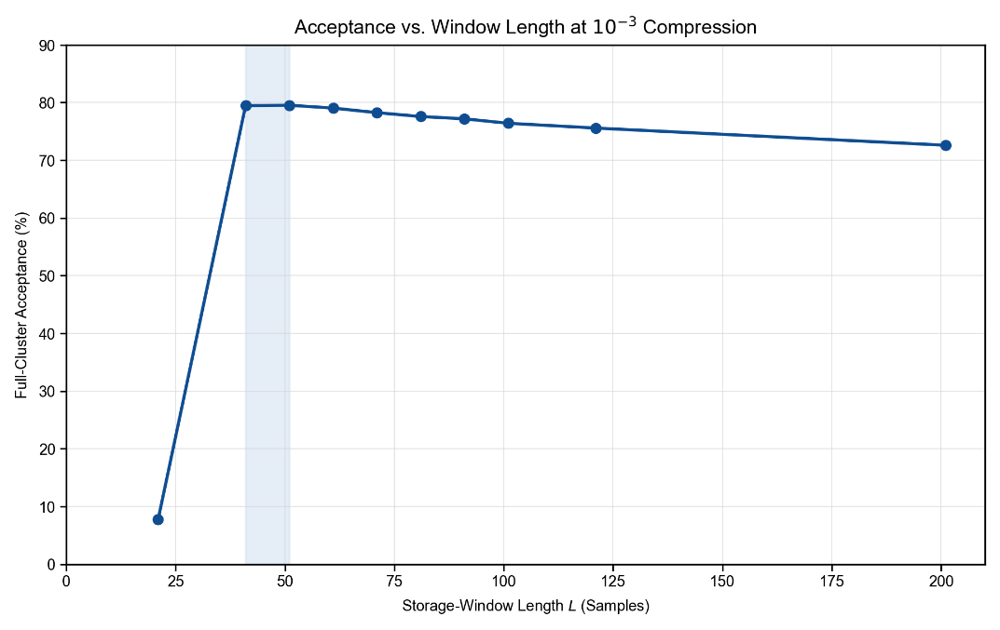 Acceptance vs. Window Length at 10⁻³ Compression
Full-Cluster Acceptance (%)
90
80
70
60
50
40
30
20
10
0
0 25 50 75 100 125 150 175 200
Storage-Window Length L (Samples)